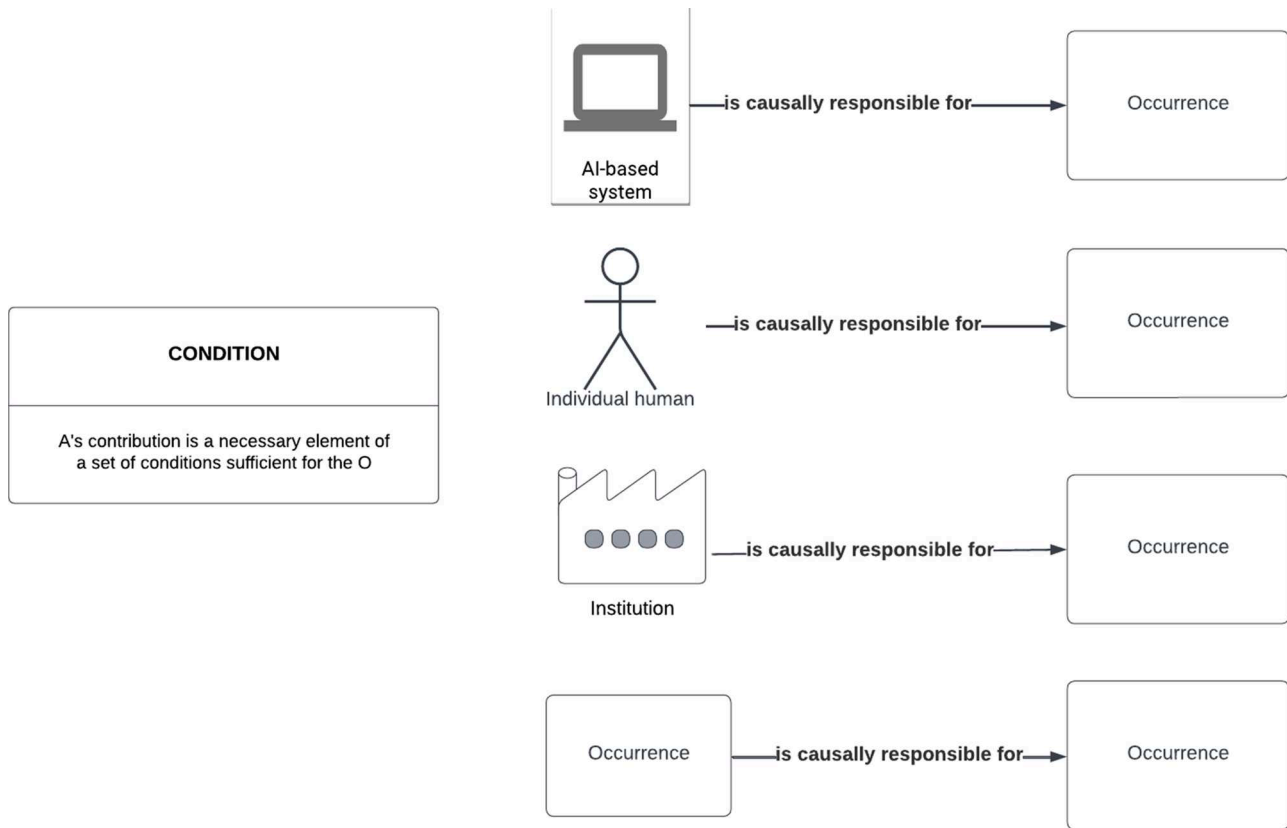 CONDITION
A's contribution is a necessary element of
a set of conditions sufficient for the O
AI-based
system
is causally responsible for
Occurrence
Individual human
is causally responsible for
Occurrence
Institution
is causally responsible for
Occurrence
Occurrence
is causally responsible for
Occurrence